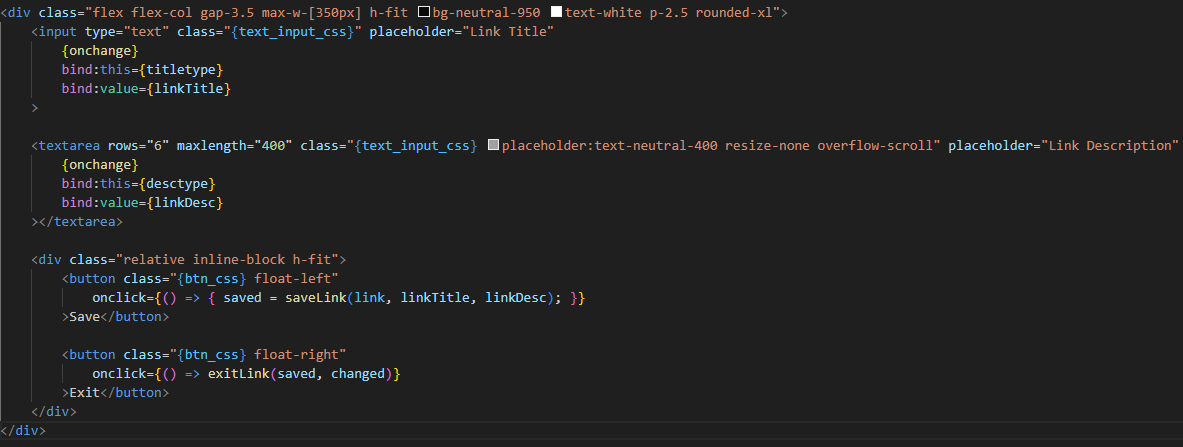 <div class="flex flex-col gap-3.5 max-w-[350px] h-fit bg-neutral-950 text-white p-2.5 rounded-xl">
    <input type="text" class="{text_input_css}" placeholder="Link Title"
        {onchange}
        bind:this={titletype}
        bind:value={linkTitle}
    >

    <textarea rows="6" maxlength="400" class="{text_input_css} placeholder:text-neutral-400 resize-none overflow-scroll" placeholder="Link Description"
        {onchange}
        bind:this={desctype}
        bind:value={linkDesc}
    ></textarea>

    <div class="relative inline-block h-fit">
        <button class="{btn_css} float-left"
            onclick={() => { saved = saveLink(link, linkTitle, linkDesc); }}
        >Save</button>

        <button class="{btn_css} float-right"
            onclick={() => exitLink(saved, changed)}
        >Exit</button>
    </div>
</div>